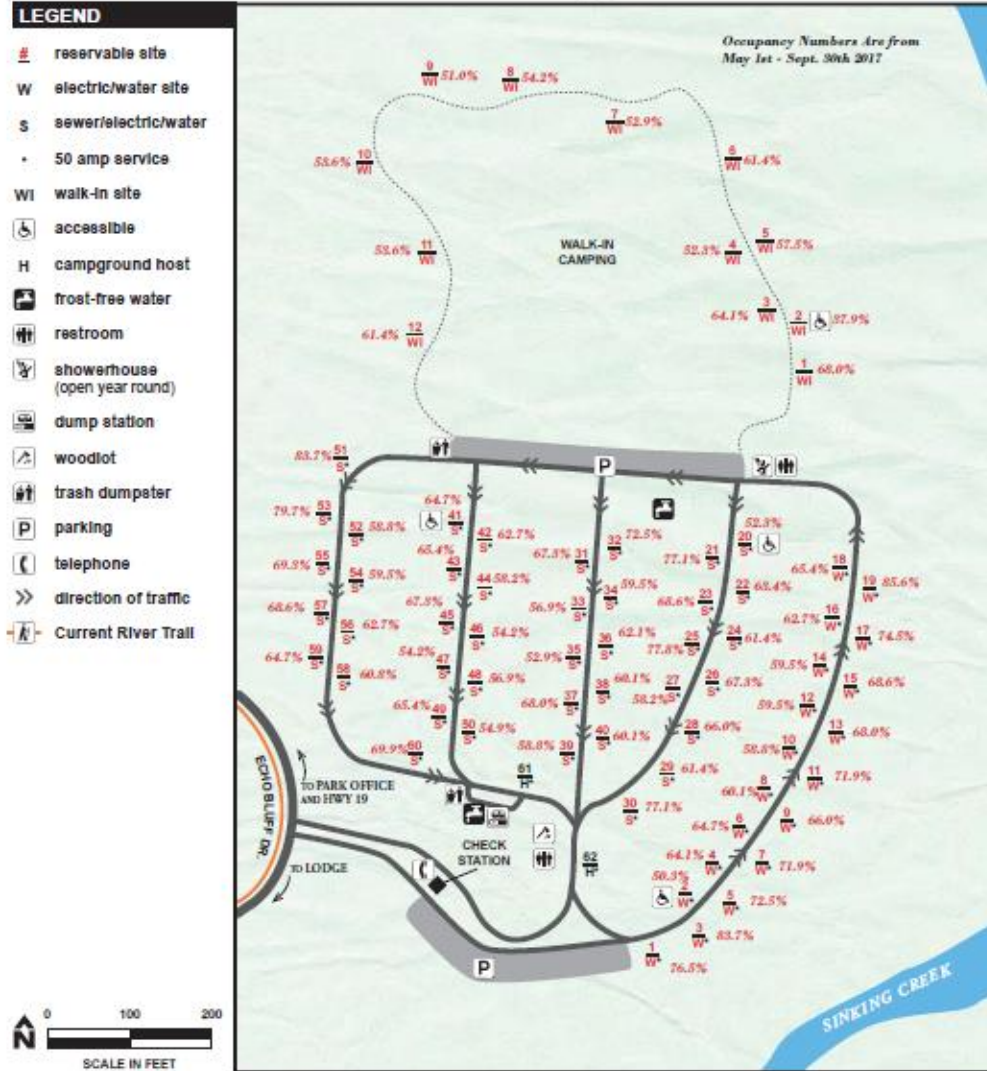 LEGEND
# reservable site
W electric/water site
S sewer/electric/water
• 50 amp service
WI walk-in site
accessible
H campground host
frost-free water
restroom
showerhouse
(open year round)
dump station
woodlot
trash dumpster
P parking
telephone
direction of traffic
Current River Trail
Occupancy Numbers Are from
May 1st - Sept. 30th 2017
9 WI 51.0%
8 WI 54.2%
7 WI 52.9%
6 WI 61.4%
53.6% 10 WI
5 WI 57.5%
52.3% 4 WI
WALK-IN
CAMPING
53.6% 11 WI
64.1% 3 WI
2 WI 37.9%
61.4% 12 WI
1 WI 68.0%
P
83.7% 51 S•
79.7% 53 S•
52 S• 58.8%
69.3% 55 S•
54 S• 59.5%
68.6% 57 S•
56 S• 62.7%
64.7% 59 S•
58 S• 60.8%
69.9% 60 S•
64.7% 41 S•
42 S• 62.7%
65.4% 43 S•
44 S• 58.2%
67.3% 45 S•
46 S• 54.2%
54.2% 47 S•
48 S• 56.9%
65.4% 49 S•
50 S• 54.9%
67.3% 31 S•
32 S• 72.5%
56.9% 33 S•
34 S• 59.5%
52.9% 35 S•
36 S• 62.1%
68.0% 37 S•
38 S• 60.1%
58.8% 39 S•
40 S• 60.1%
52.3% 20 S•
77.1% 21 S•
22 S• 63.4%
68.6% 23 S•
24 S• 61.4%
77.8% 25 S•
26 S• 67.3%
58.2% 27 S•
28 S• 66.0%
29 S• 61.4%
30 S• 77.1%
65.4% 18 W•
19 W• 85.6%
62.7% 16 W•
17 W• 74.5%
59.5% 14 W•
15 W• 68.6%
59.5% 12 W•
13 W• 68.0%
58.8% 10 W•
11 W• 71.9%
60.1% 8 W•
9 W• 66.0%
64.7% 6 W•
7 W• 71.9%
64.1% 4 W•
5 W• 72.5%
50.3% 2 W•
3 W• 83.7%
1 W• 76.5%
61 H
62 H
ECHO BLUFF DR.
TO PARK OFFICE
AND HWY 19
TO LODGE
CHECK
STATION
P
SINKING CREEK
N
0 100 200
SCALE IN FEET